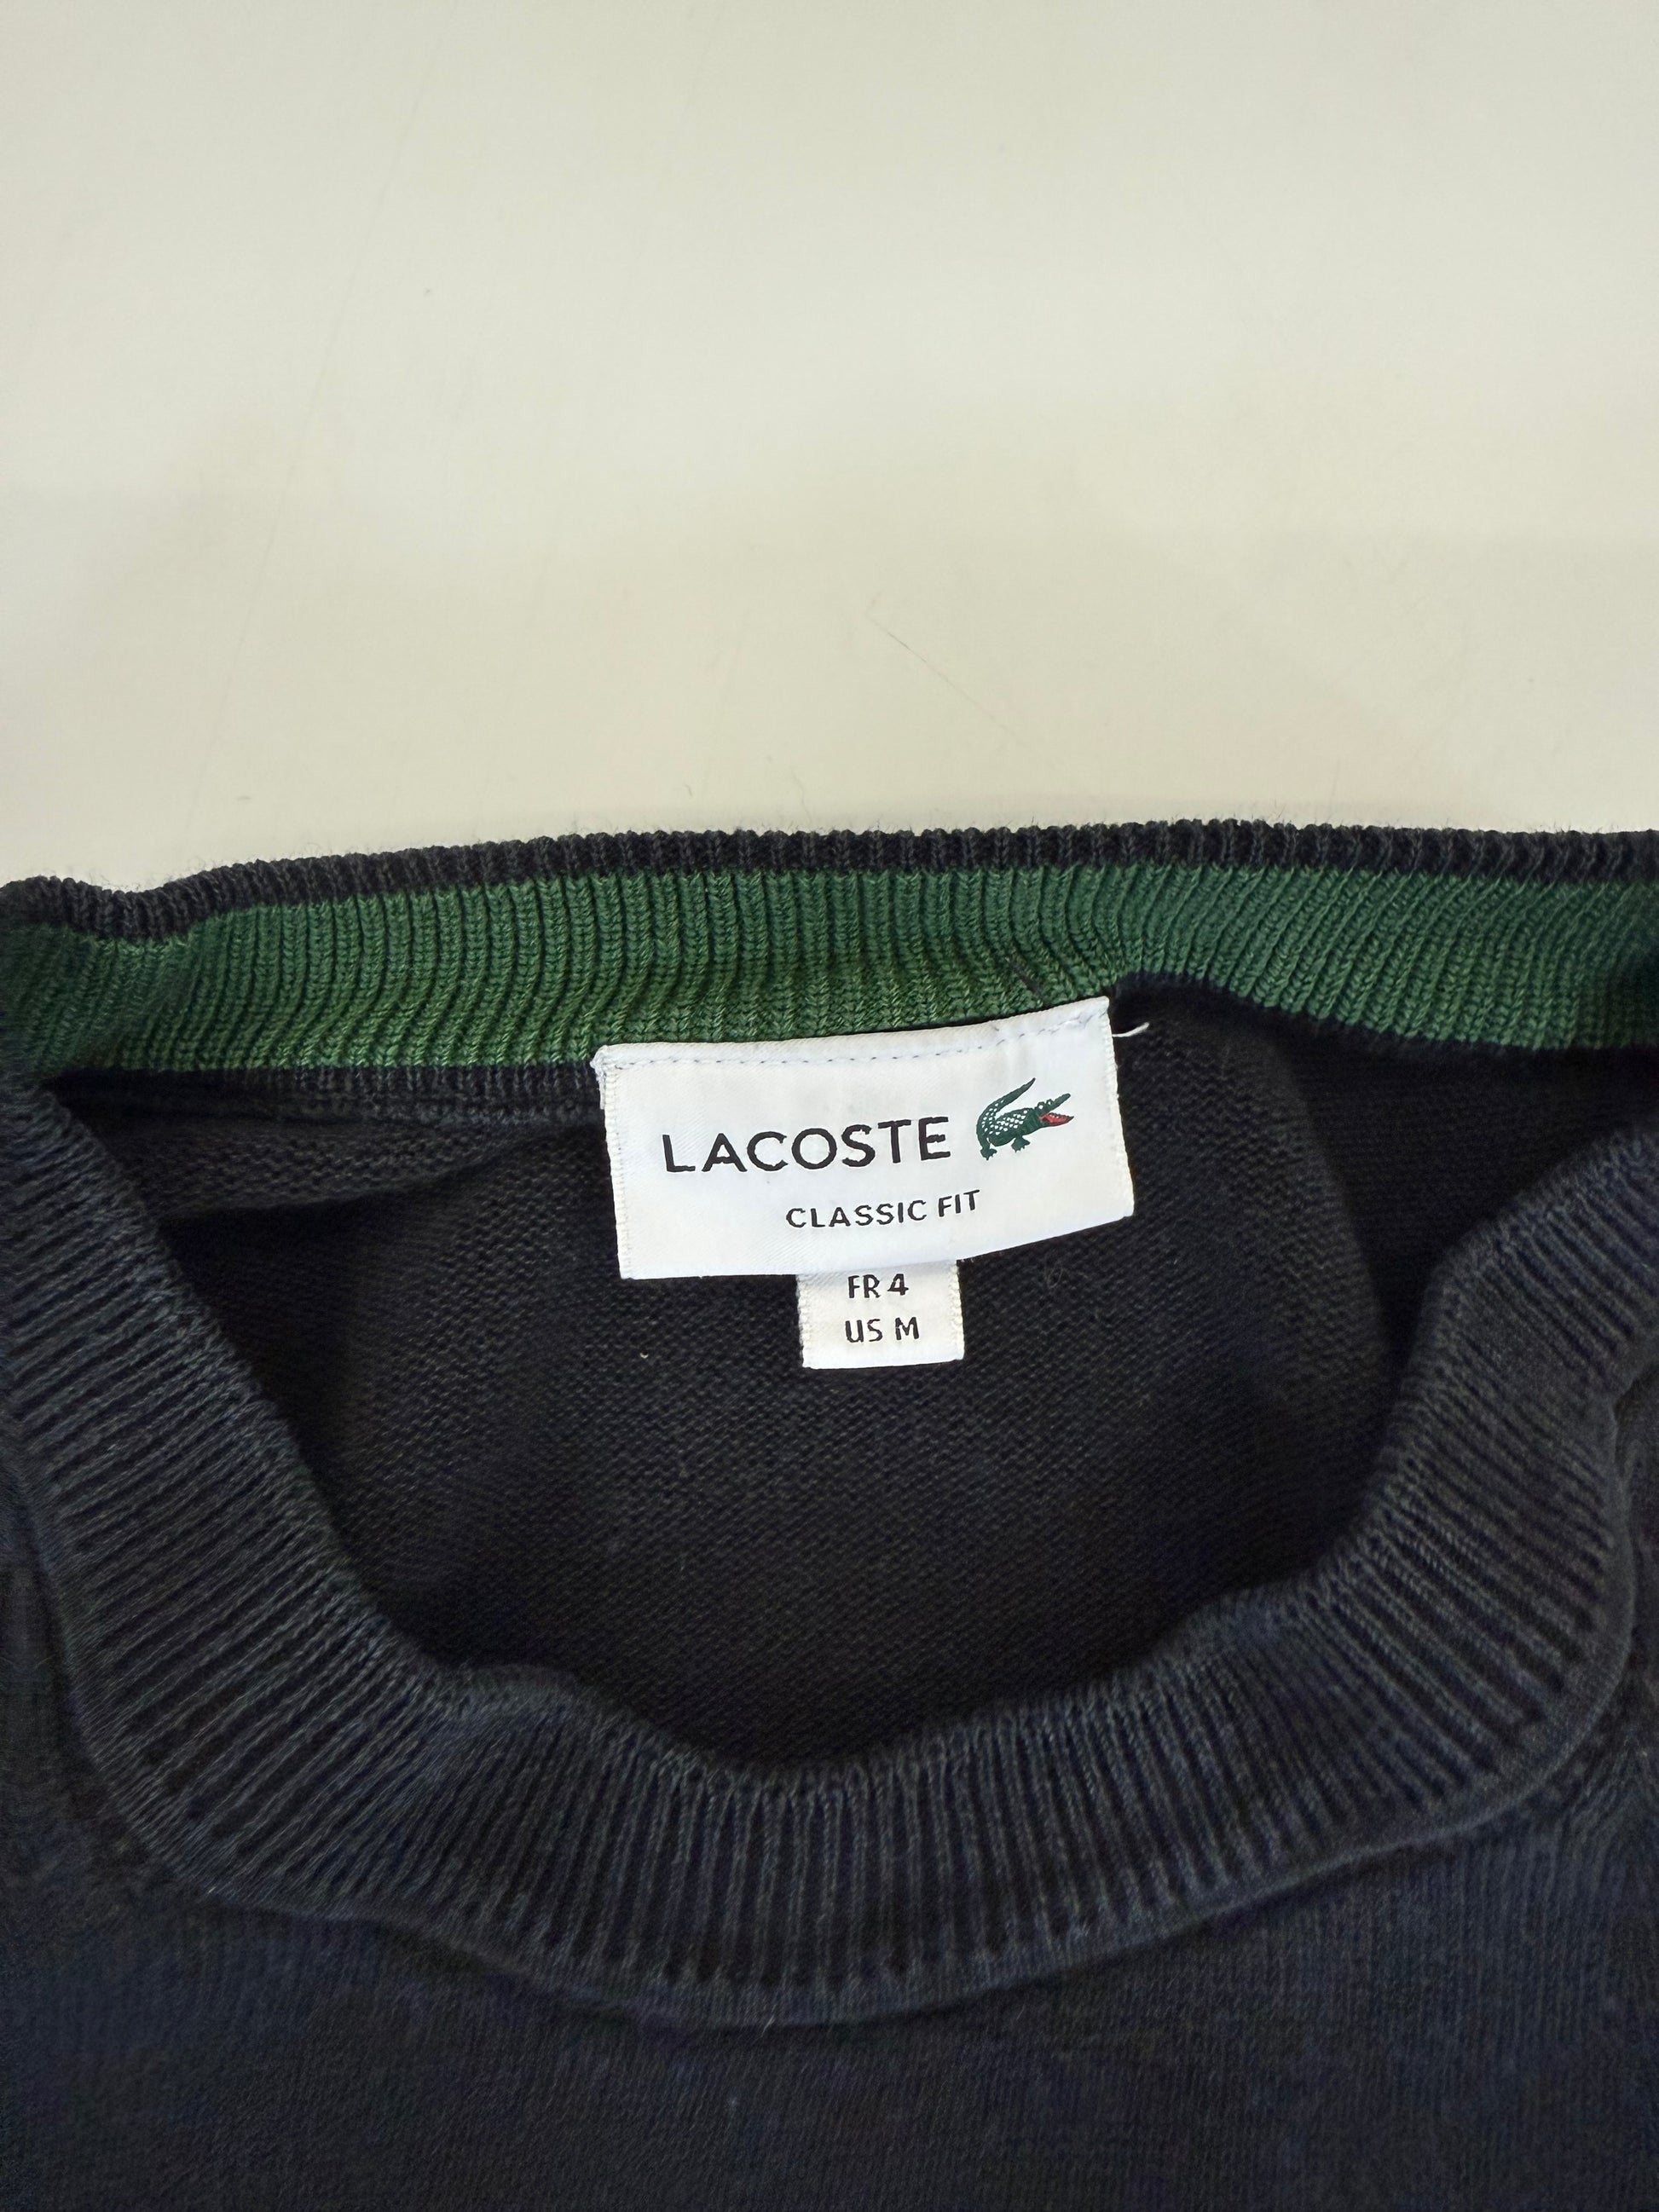 LACOSTE
CLASSIC FIT
FR 4
US M